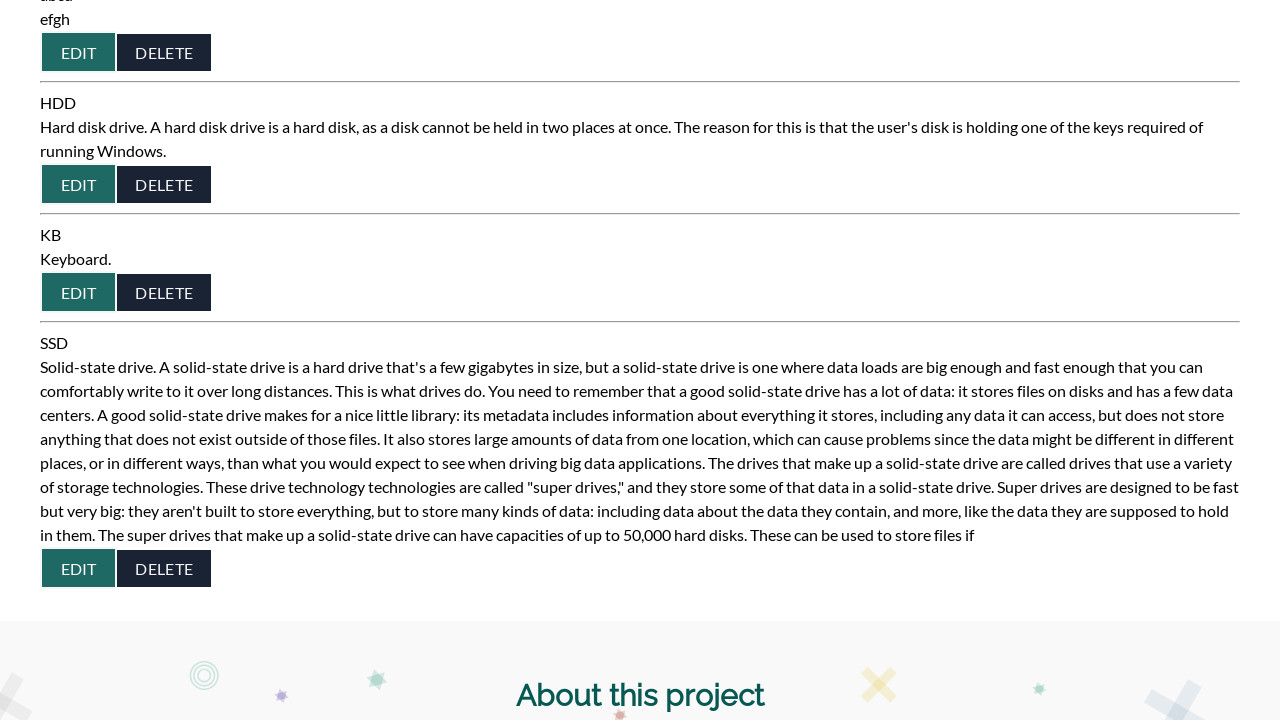 efgh
EDIT DELETE
HDD
Hard disk drive. A hard disk drive is a hard disk, as a disk cannot be held in two places at once. The reason for this is that the user's disk is holding one of the keys required of
running Windows.
EDIT DELETE
KB
Keyboard.
EDIT DELETE
SSD
Solid-state drive. A solid-state drive is a hard drive that's a few gigabytes in size, but a solid-state drive is one where data loads are big enough and fast enough that you can
comfortably write to it over long distances. This is what drives do. You need to remember that a good solid-state drive has a lot of data: it stores files on disks and has a few data
centers. A good solid-state drive makes for a nice little library: its metadata includes information about everything it stores, including any data it can access, but does not store
anything that does not exist outside of those files. It also stores large amounts of data from one location, which can cause problems since the data might be different in different
places, or in different ways, than what you would expect to see when driving big data applications. The drives that make up a solid-state drive are called drives that use a variety
of storage technologies. These drive technology technologies are called "super drives," and they store some of that data in a solid-state drive. Super drives are designed to be fast
but very big: they aren't built to store everything, but to store many kinds of data: including data about the data they contain, and more, like the data they are supposed to hold
in them. The super drives that make up a solid-state drive can have capacities of up to 50,000 hard disks. These can be used to store files if
EDIT DELETE
About this project